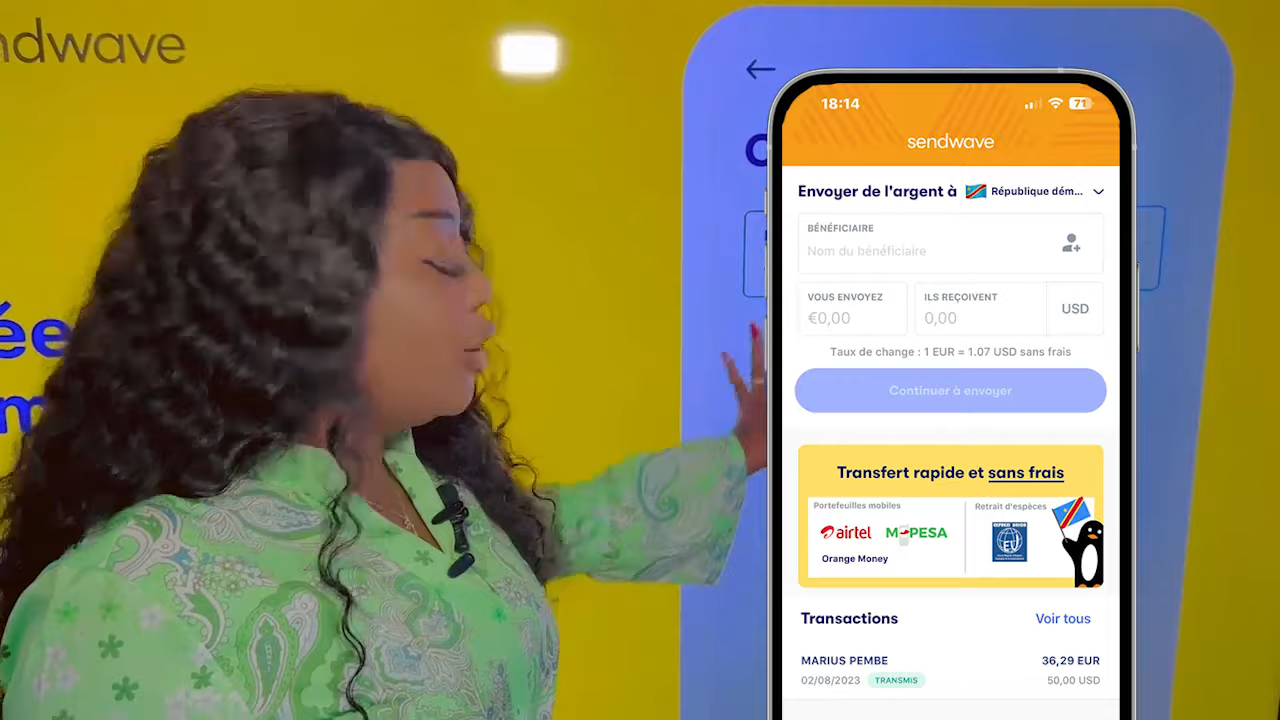 ndwave
ée
m
18:14
71
sendwave
Envoyer de l'argent à République dém...
BÉNÉFICIAIRE
Nom du bénéficiaire
VOUS ENVOYEZ
€0,00
ILS REÇOIVENT
0,00
USD
Taux de change : 1 EUR = 1.07 USD sans frais
Continuer à envoyer
Transfert rapide et sans frais
Portefeuilles mobiles
Retrait d'espèces
airtel
M-PESA
Orange Money
Transactions
Voir tous
MARIUS PEMBE
36,29 EUR
02/08/2023
TRANSMIS
50,00 USD